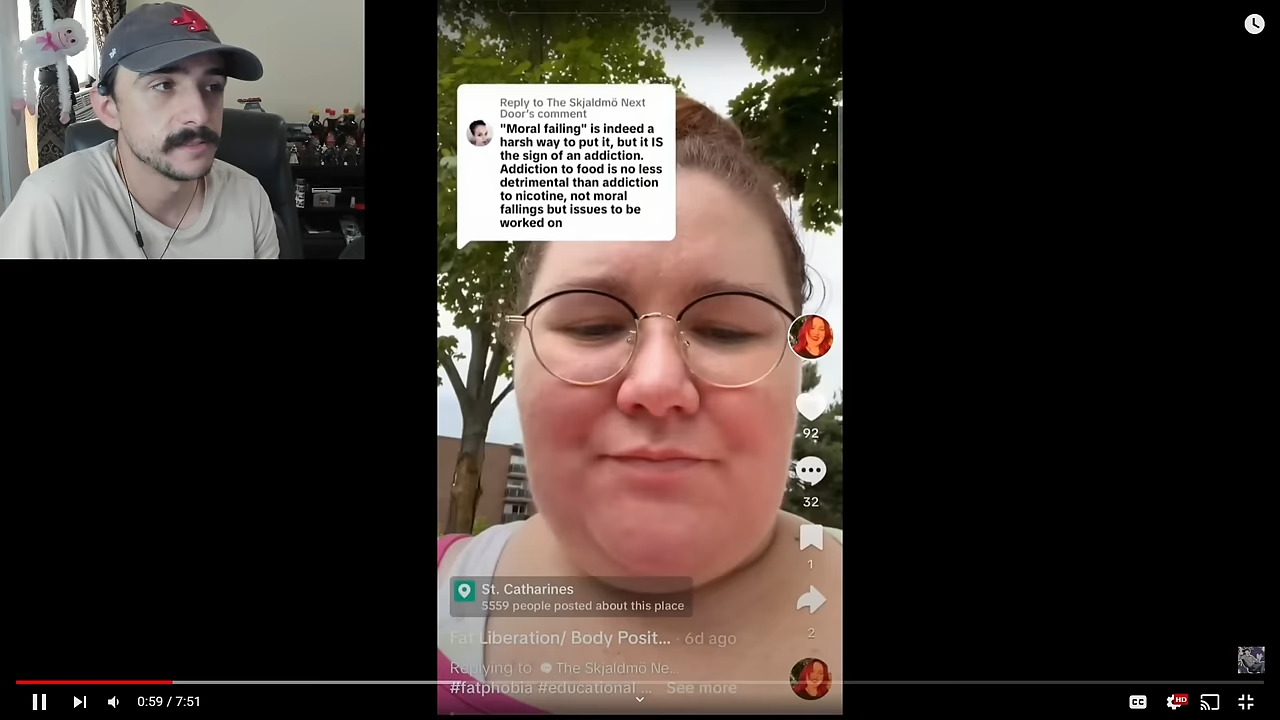 Reply to The Skjaldmö Next
Door's comment
"Moral failing" is indeed a
harsh way to put it, but it IS
the sign of an addiction.
Addiction to food is no less
detrimental than addiction
to nicotine, not moral
fallings but issues to be
worked on
92
32
1
2
St. Catharines
5559 people posted about this place
Fat Liberation/ Body Posit... · 6d ago
Replying to 💬 The Skjaldmö Ne...
#fatphobia #educational ... See more
0:59 / 7:51
CC
HD